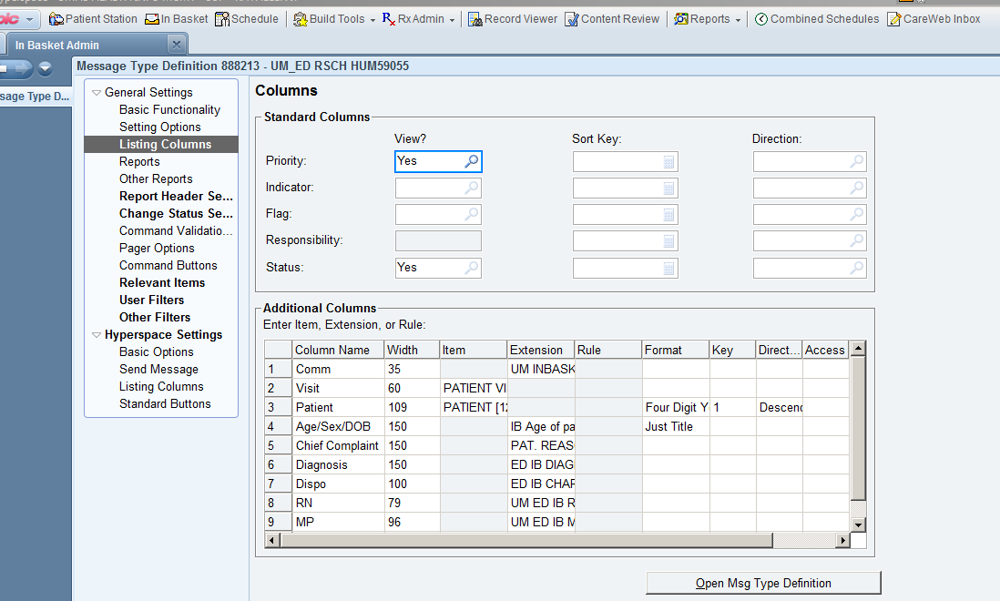 Patient Station In Basket Schedule Build Tools RxAdmin Record Viewer Content Review Reports Combined Schedules CareWeb Inbox
In Basket Admin
Message Type Definition 888213 - UM_ED RSCH HUM59055
sage Type D...
General Settings
Basic Functionality
Setting Options
Listing Columns
Reports
Other Reports
Report Header Se...
Change Status Se...
Command Validatio...
Pager Options
Command Buttons
Relevant Items
User Filters
Other Filters
Hyperspace Settings
Basic Options
Send Message
Listing Columns
Standard Buttons
Columns
Standard Columns
View? Sort Key: Direction:
Priority: Yes
Indicator:
Flag:
Responsibility:
Status: Yes
Additional Columns
Enter Item, Extension, or Rule:
Column Name Width Item Extension Rule Format Key Direct... Access
1 Comm 35 UM INBASK
2 Visit 60 PATIENT VI
3 Patient 109 PATIENT [12 Four Digit Y 1 Descend
4 Age/Sex/DOB 150 IB Age of pa Just Title
5 Chief Complaint 150 PAT. REAS
6 Diagnosis 150 ED IB DIAG
7 Dispo 100 ED IB CHAR
8 RN 79 UM ED IB R
9 MP 96 UM ED IB M
Open Msg Type Definition